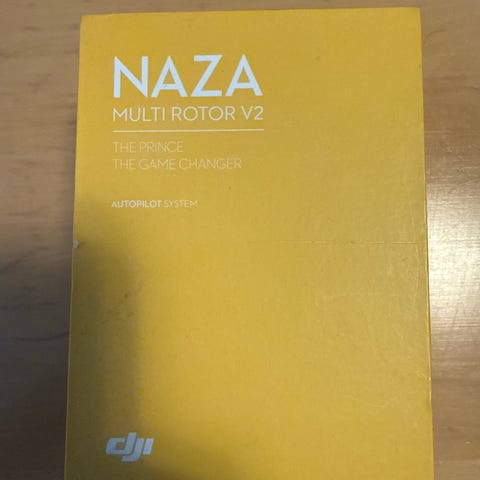 NAZA
MULTI ROTOR V2
THE PRINCE
THE GAME CHANGER
AUTOPILOT SYSTEM
dji